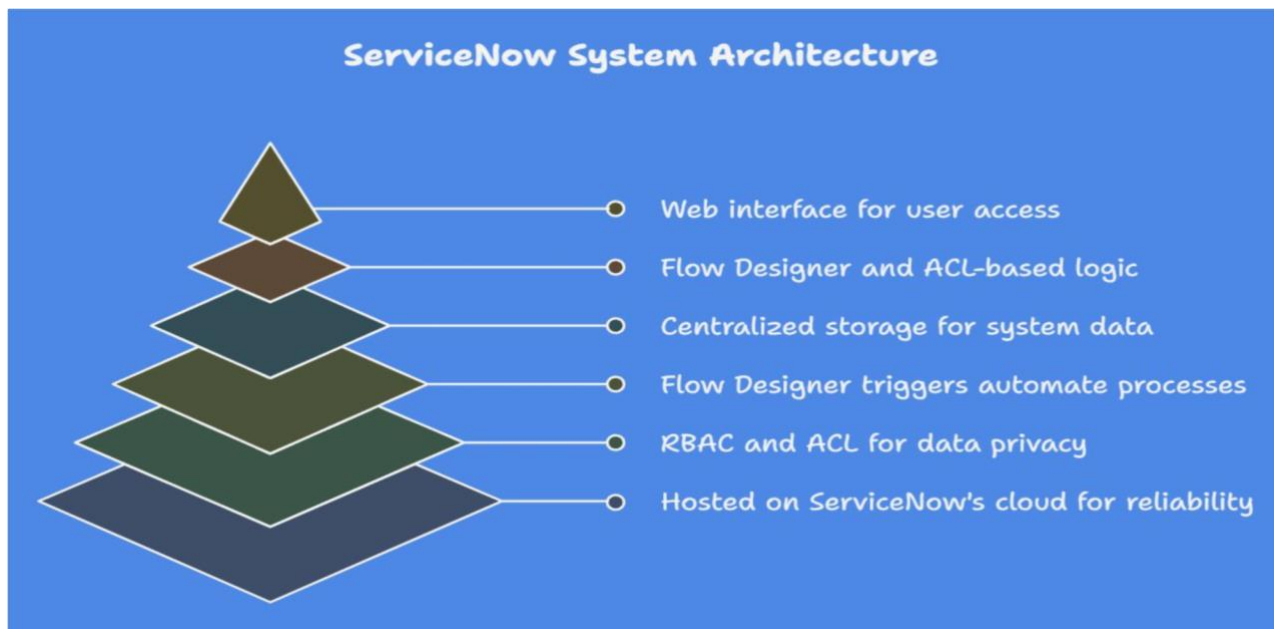 ServiceNow System Architecture
Web interface for user access
Flow Designer and ACL-based logic
Centralized storage for system data
Flow Designer triggers automate processes
RBAC and ACL for data privacy
Hosted on ServiceNow's cloud for reliability